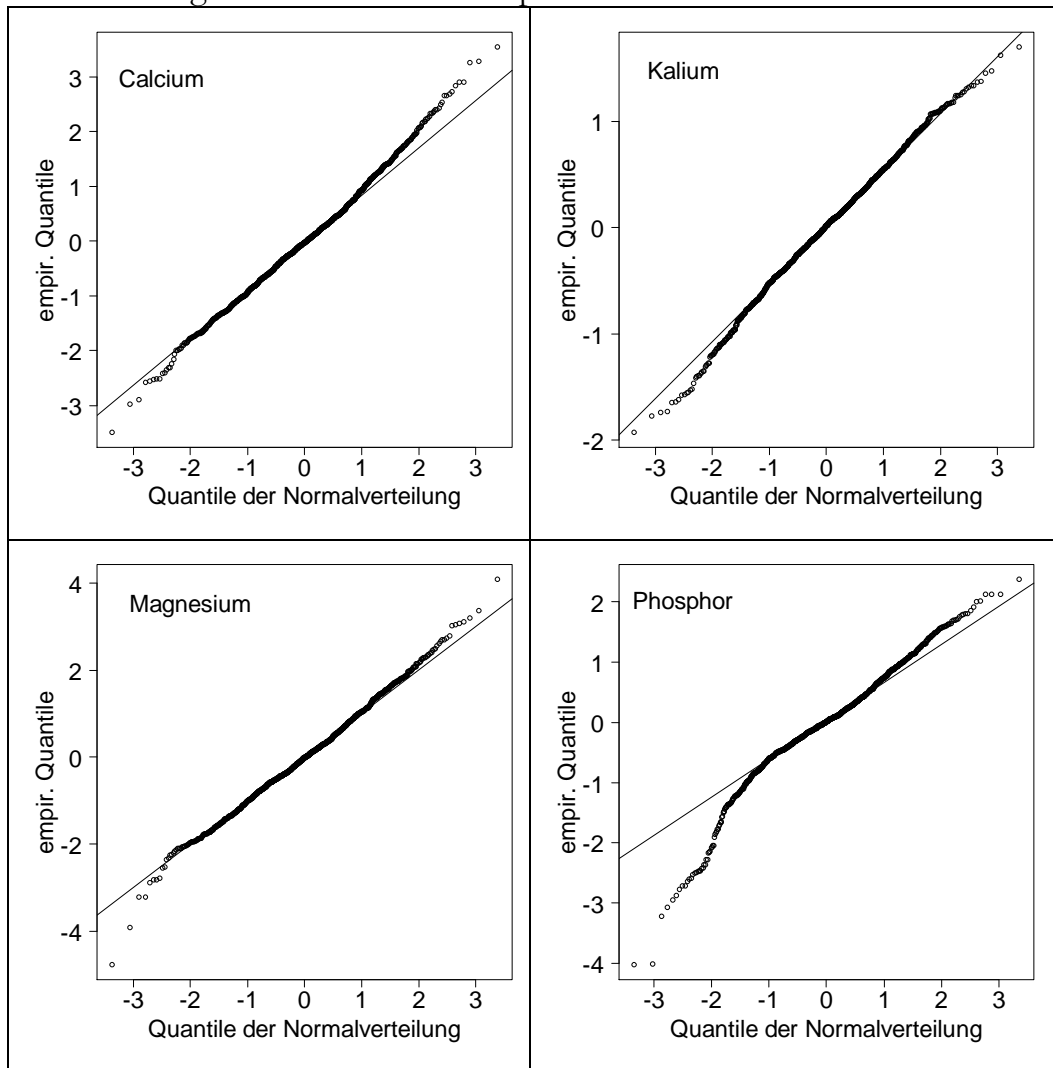 Calcium
3
2
1
0
-1
-2
-3
empir. Quantile
-3 -2 -1 0 1 2 3
Quantile der Normalverteilung
Kalium
1
0
-1
-2
empir. Quantile
-3 -2 -1 0 1 2 3
Quantile der Normalverteilung
Magnesium
4
2
0
-2
-4
empir. Quantile
-3 -2 -1 0 1 2 3
Quantile der Normalverteilung
Phosphor
2
1
0
-1
-2
-3
-4
empir. Quantile
-3 -2 -1 0 1 2 3
Quantile der Normalverteilung